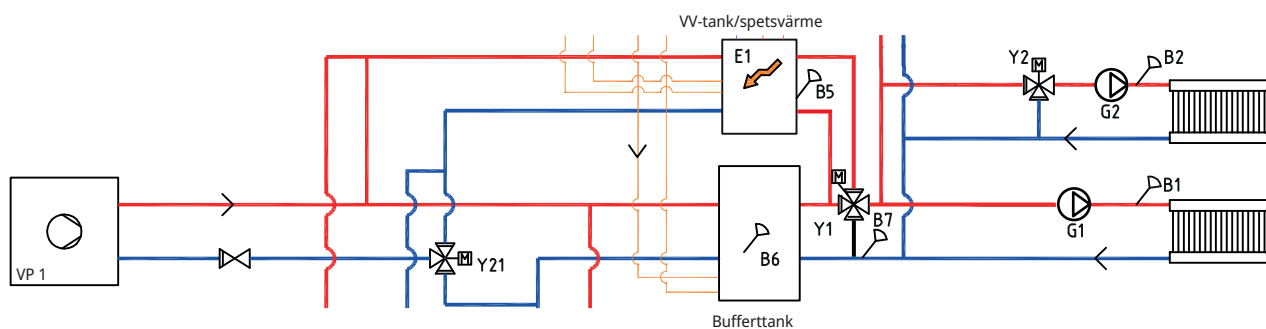 VV-tank/spetsvärme
E1
B5
Y2
M
G2
B2
M
Y1
B7
G1
B1
VP 1
M
Y21
B6
Bufferttank